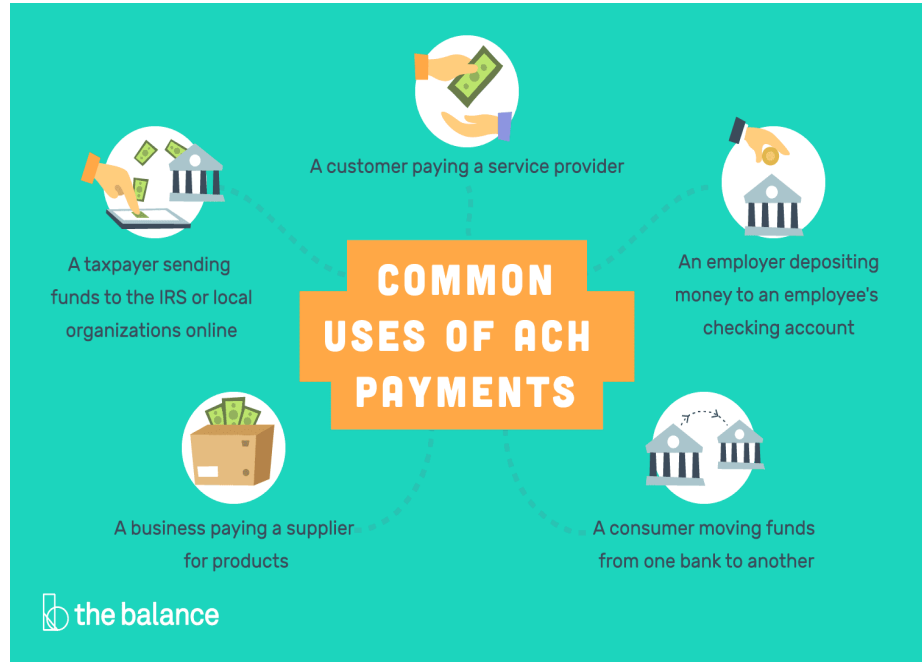 A customer paying a service provider
A taxpayer sending
funds to the IRS or local
organizations online
An employer depositing
money to an employee's
checking account
COMMON
USES OF ACH
PAYMENTS
A business paying a supplier
for products
A consumer moving funds
from one bank to another
b the balance